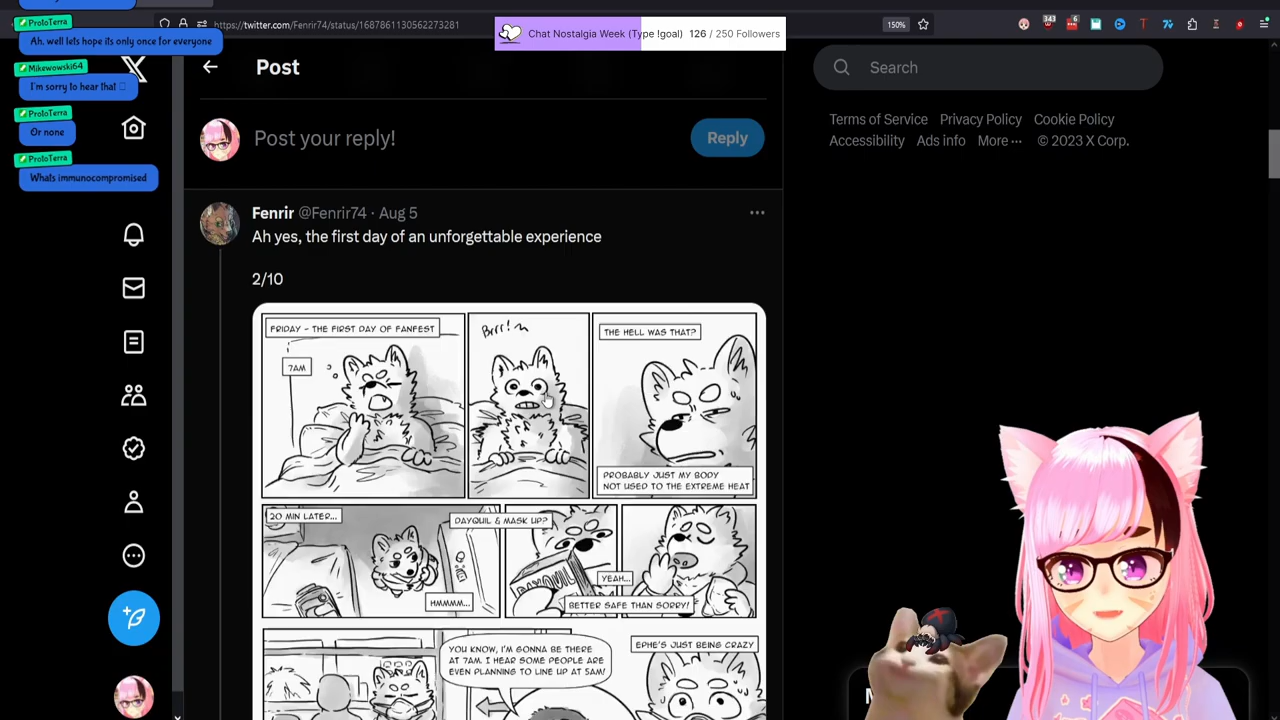 https://twitter.com/Fenrir74/status/1687861130562273281
150%
343
6
Chat Nostalgia Week (Type !goal) 126 / 250 Followers
ProtoTerra
Ah. well lets hope its only once for everyone
Mikewowski64
I'm sorry to hear that
ProtoTerra
Or none
ProtoTerra
Whats immunocompromised
Post
Search
Terms of Service Privacy Policy Cookie Policy
Accessibility Ads info More ··· © 2023 X Corp.
Post your reply!
Reply
Fenrir @Fenrir74 · Aug 5
Ah yes, the first day of an unforgettable experience
2/10
FRIDAY - THE FIRST DAY OF FANFEST
7AM
Brrr!
THE HELL WAS THAT?
PROBABLY JUST MY BODY
NOT USED TO THE EXTREME HEAT
20 MIN LATER...
HMMMM...
DAYQUIL & MASK UP?
DAYQUIL
YEAH...
BETTER SAFE THAN SORRY!
YOU KNOW, I'M GONNA BE THERE
AT 7AM. I HEAR SOME PEOPLE ARE
EVEN PLANNING TO LINE UP AT 5AM!
EPHE'S JUST BEING CRAZY